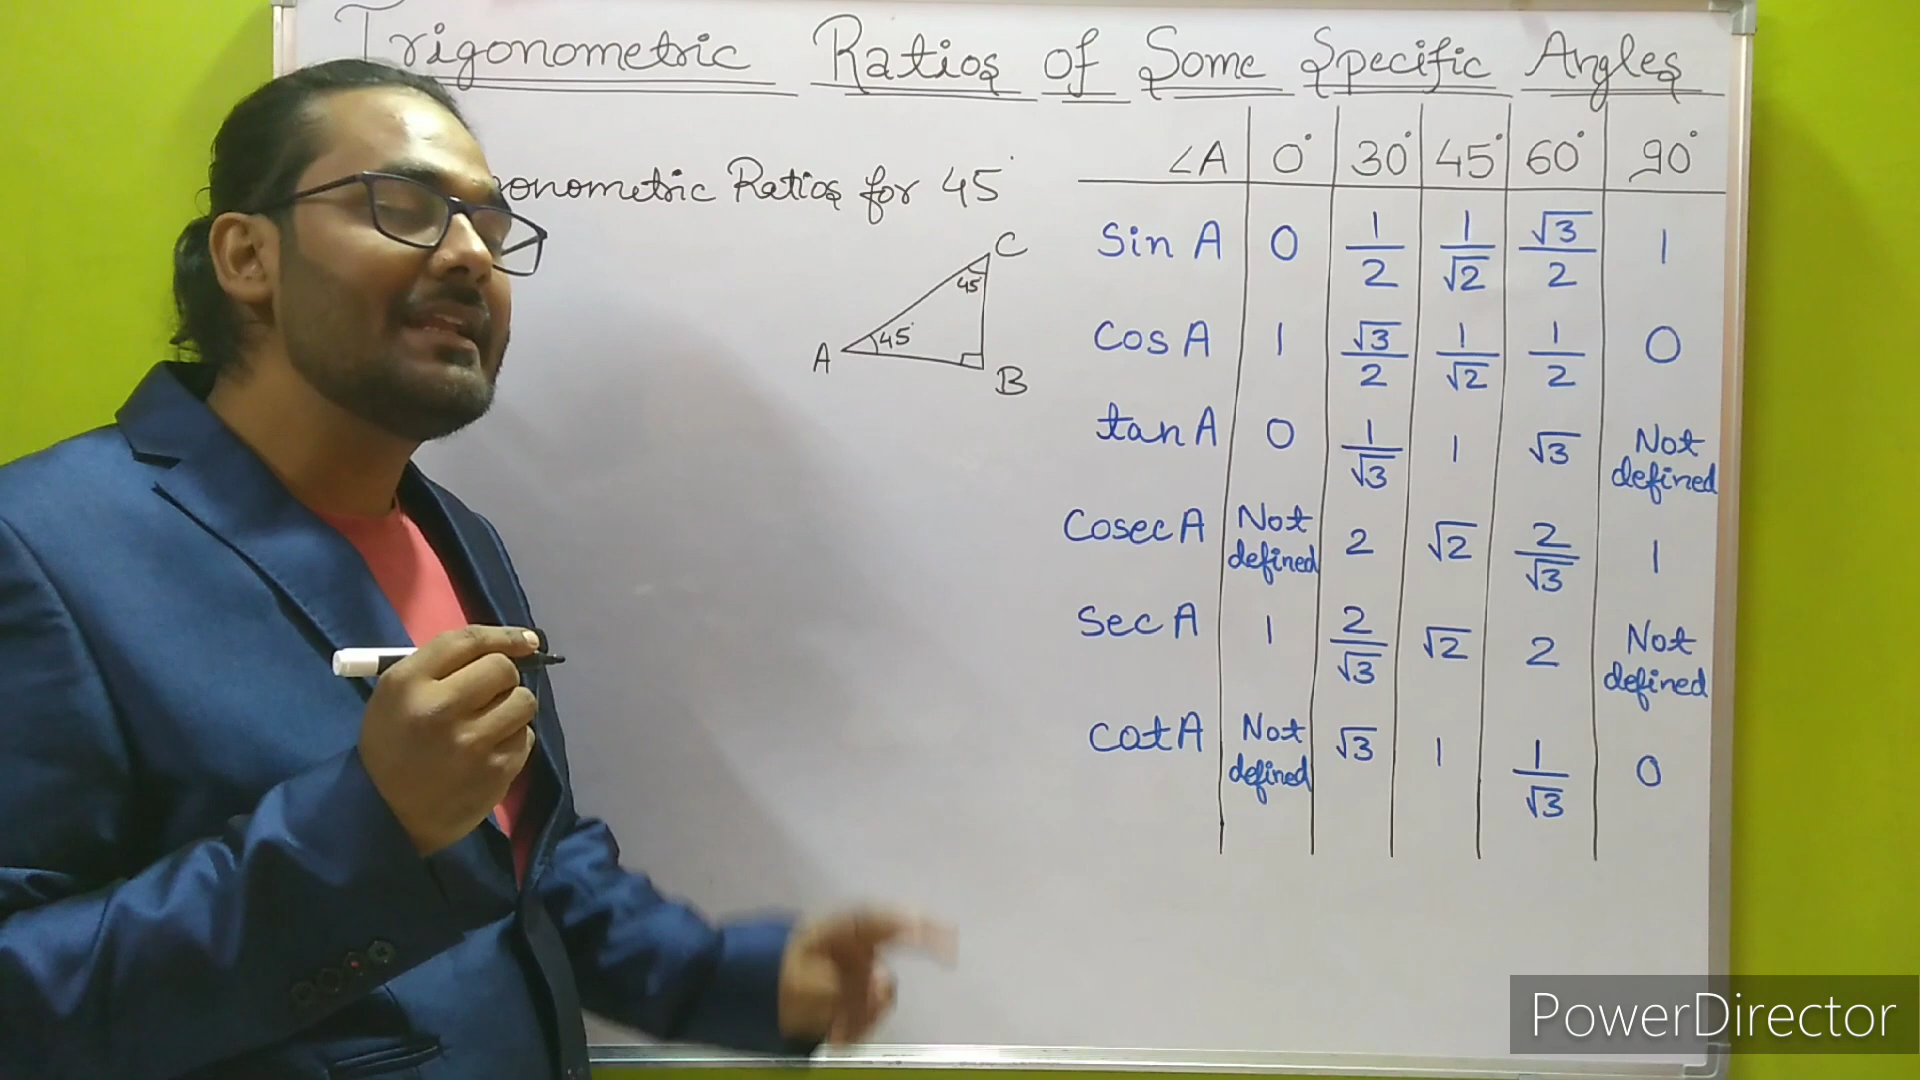 Trigonometric Ratios of Some Specific Angles
onometric Ratios for 45°
C
45°
45°
A
B
∠A 0° 30° 45° 60° 90°
Sin A 0 1/2 1/√2 √3/2 1
Cos A 1 √3/2 1/√2 1/2 0
tan A 0 1/√3 1 √3 Not defined
Cosec A Not defined 2 √2 2/√3 1
Sec A 1 2/√3 √2 2 Not defined
Cot A Not defined √3 1 1/√3 0
PowerDirector